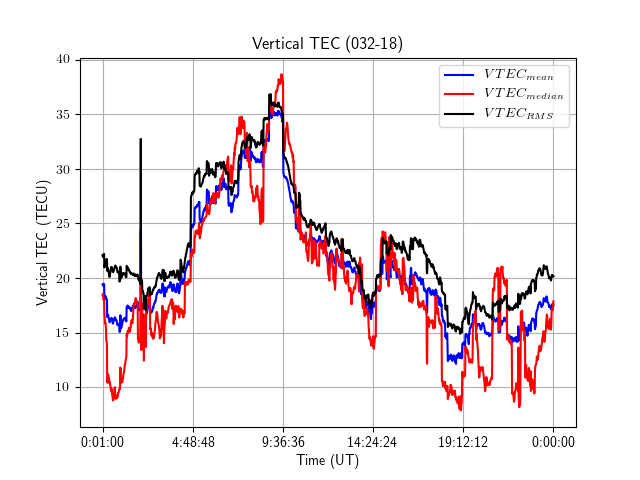 Vertical TEC (032-18)
VTEC_mean
VTEC_median
VTEC_RMS
Vertical TEC (TECU)
40
35
30
25
20
15
10
0:01:00 4:48:48 9:36:36 14:24:24 19:12:12 0:00:00
Time (UT)